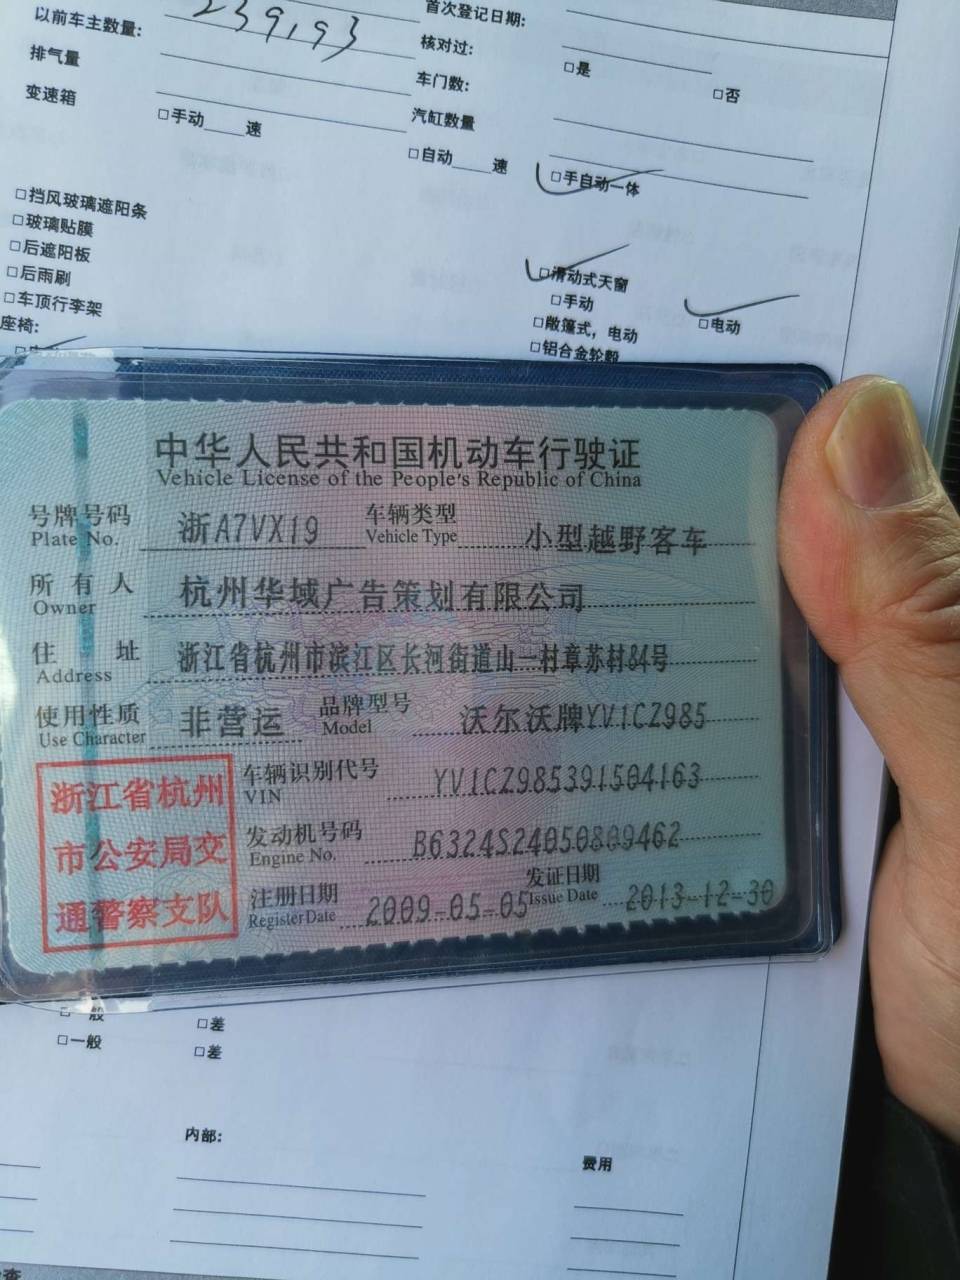 239193
首次登记日期:
以前车主数量:
核对过:
□是
□否
排气量
车门数:
变速箱
汽缸数量
□手动____速
□自动____速
□手自动一体
□挡风玻璃遮阳条
□玻璃贴膜
□后遮阳板
□后雨刷
□车顶行李架
座椅:
□滑动式天窗
□手动
□电动
□敞篷式，电动
□铝合金轮毂
中华人民共和国机动车行驶证
Vehicle License of the People's Republic of China
号牌号码 浙A7VX19 车辆类型 小型越野客车
Plate No. Vehicle Type
所有人 杭州华域广告策划有限公司
Owner
住址 浙江省杭州市滨江区长河街道山一村章苏村84号
Address
使用性质 非营运 品牌型号 沃尔沃牌YV1CZ985
Use Character Model
浙江省杭州
市公安局交
通警察支队
车辆识别代号 YV1CZ985391504163
VIN
发动机号码 B6324S24050809462
Engine No.
注册日期 2009-05-05 发证日期 2013-12-30
Register Date Issue Date
□一般 □差
□一般 □差
内部:
费用